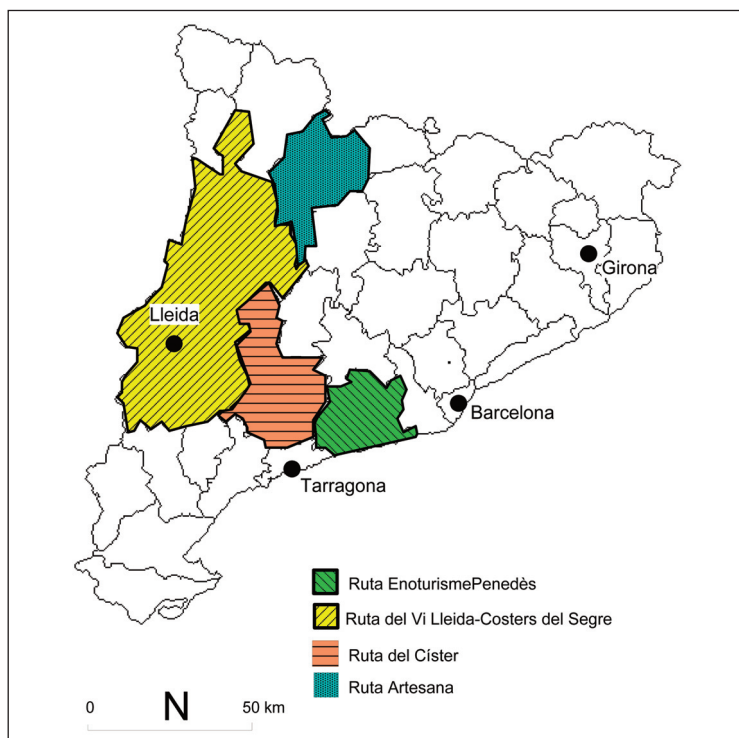 Girona
Lleida
Barcelona
Tarragona
Ruta EnoturismePenedès
Ruta del Vi Lleida-Costers del Segre
Ruta del Císter
Ruta Artesana
0 N 50 km